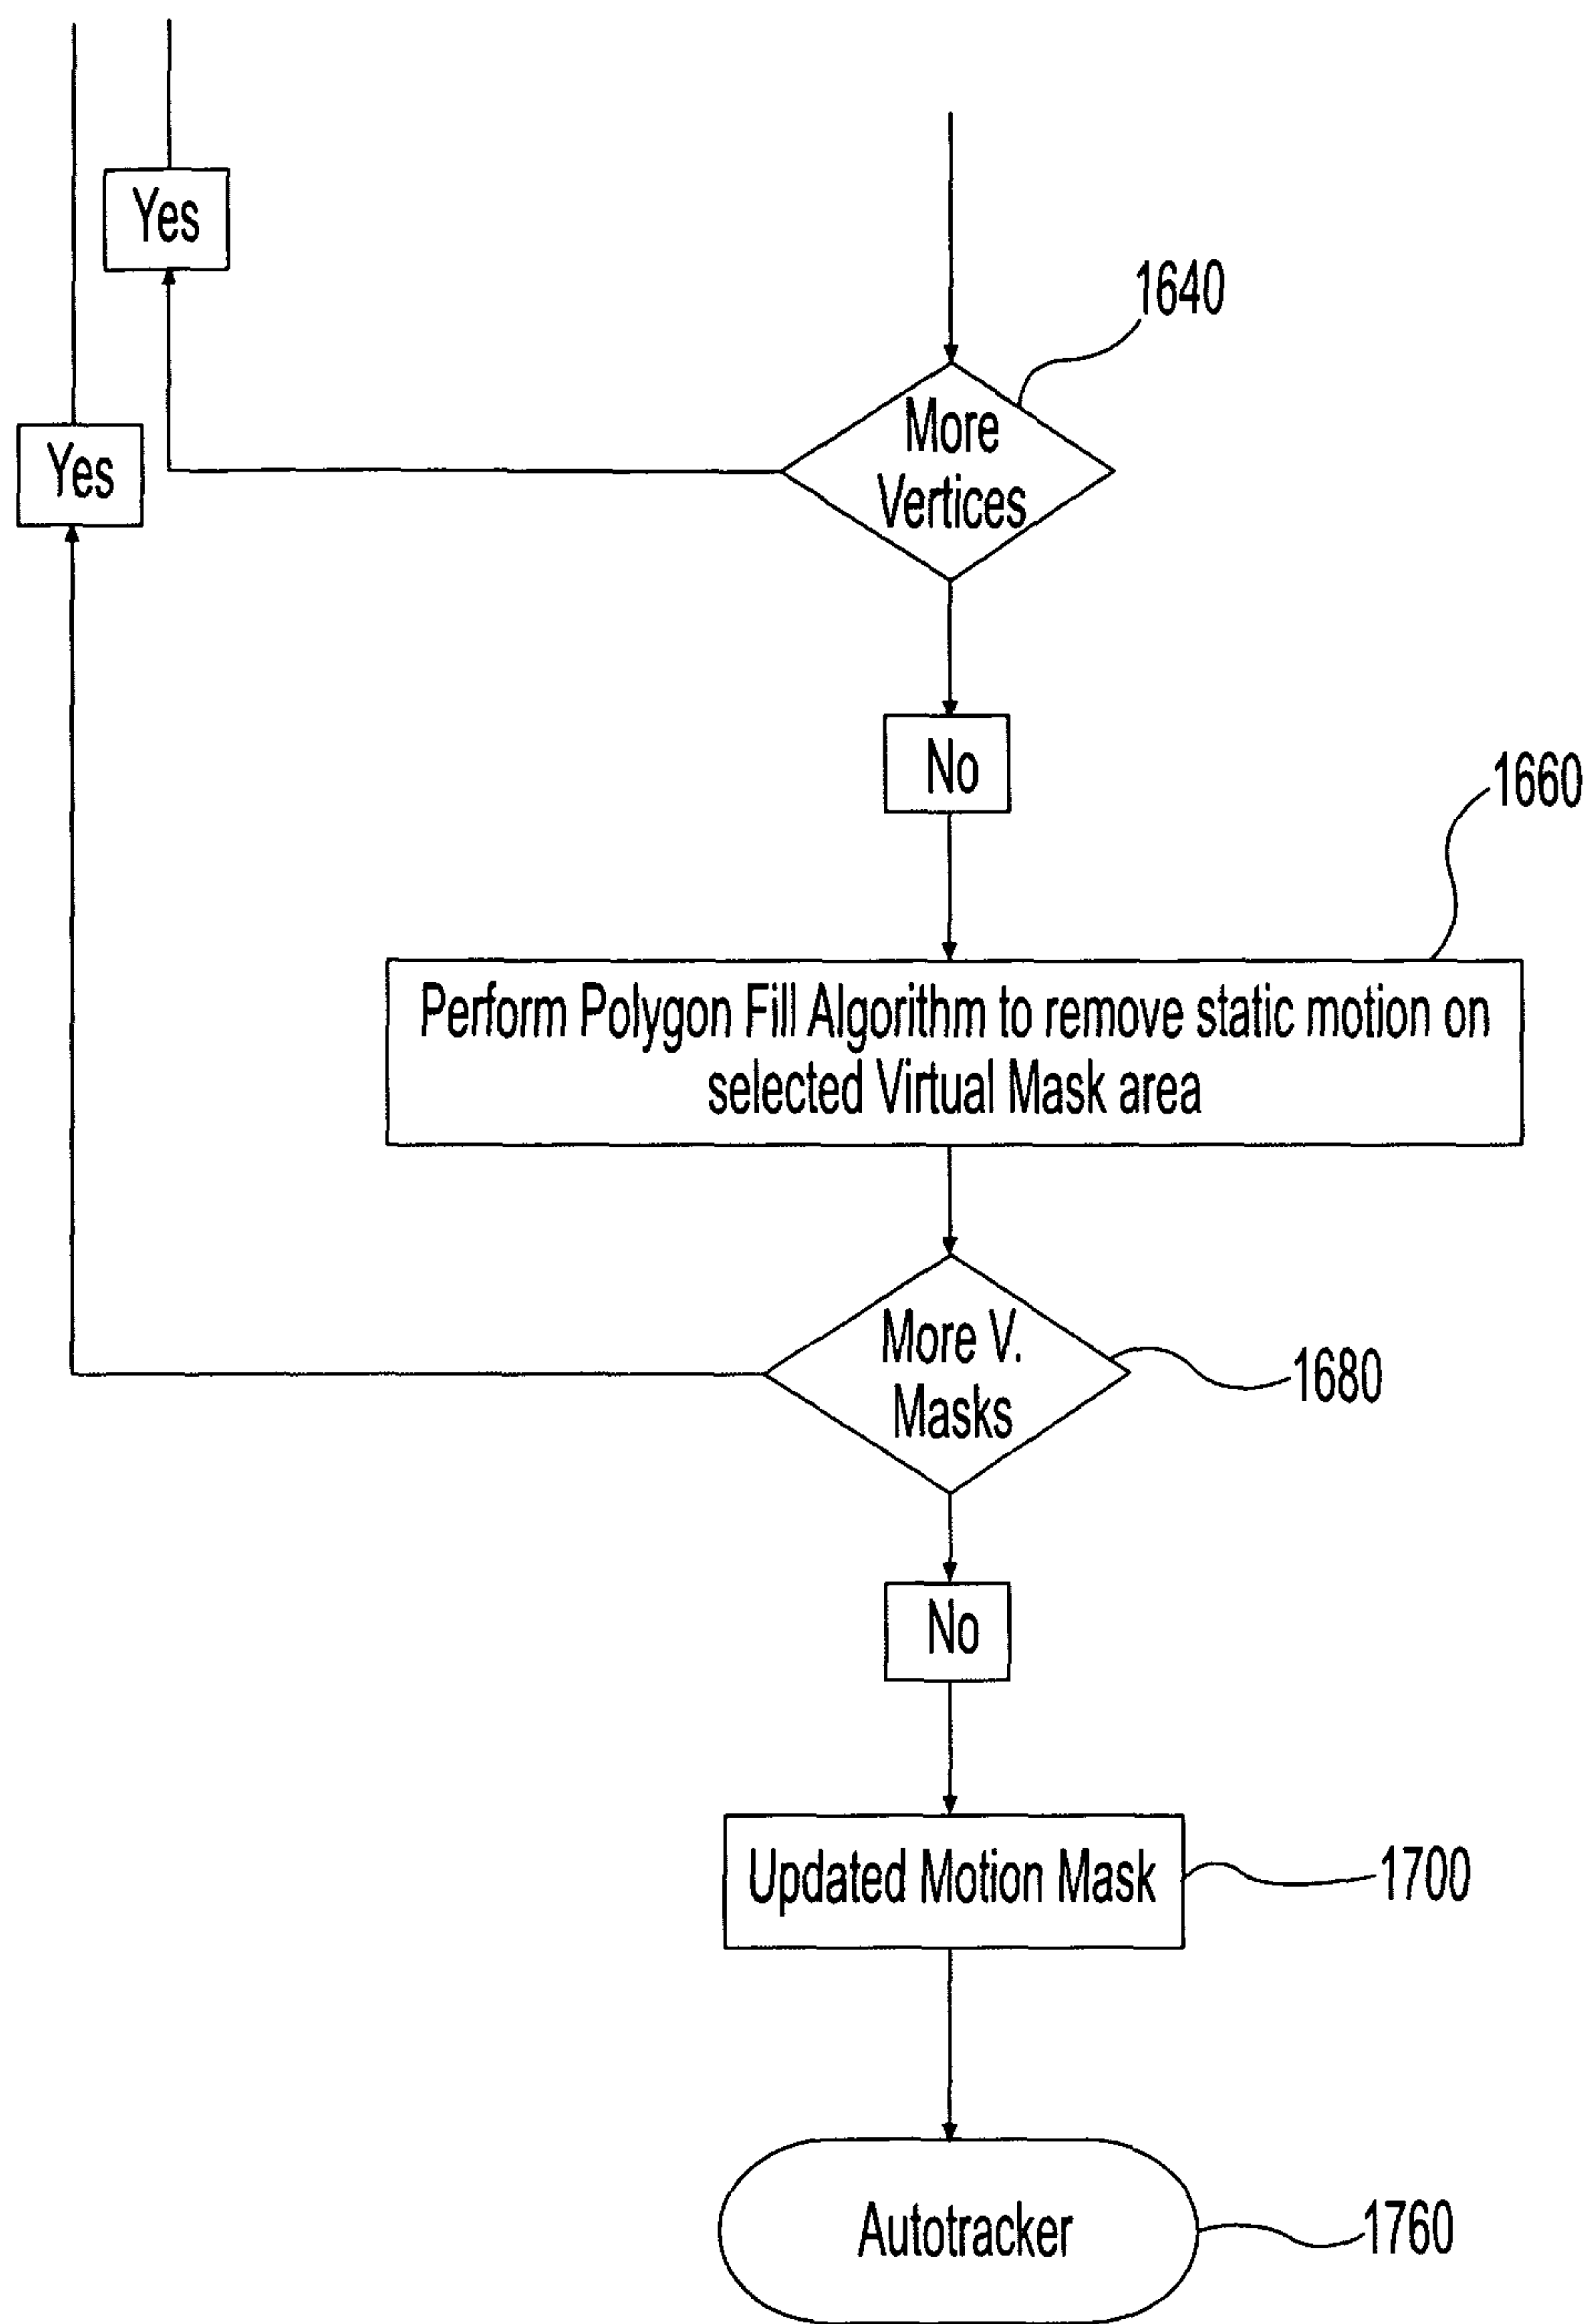 Yes
1640
More
Vertices
Yes
No
1660
Perform Polygon Fill Algorithm to remove static motion on
selected Virtual Mask area
More V.
Masks
1680
No
Updated Motion Mask
1700
Autotracker
1760